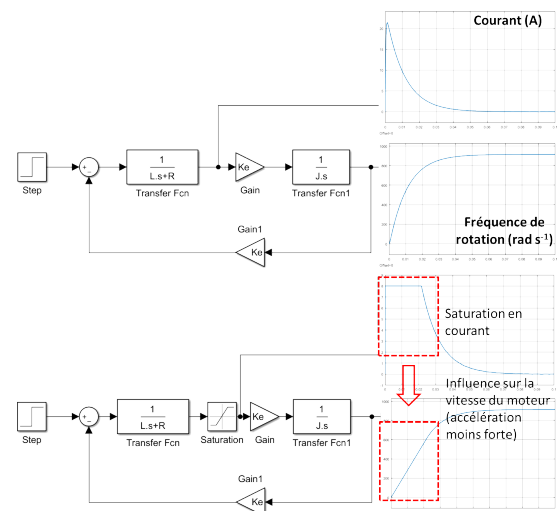 Courant (A)
Step
+
_
1
L.s+R
Transfer Fcn
Ke
Gain
1
J.s
Transfer Fcn1
Gain1
Ke
Fréquence de
rotation (rad s-1)
Saturation en
courant
Influence sur la
vitesse du moteur
(accélération
moins forte)
Step
+
_
1
L.s+R
Transfer Fcn
Saturation
Ke
Gain
1
J.s
Transfer Fcn1
Gain1
Ke